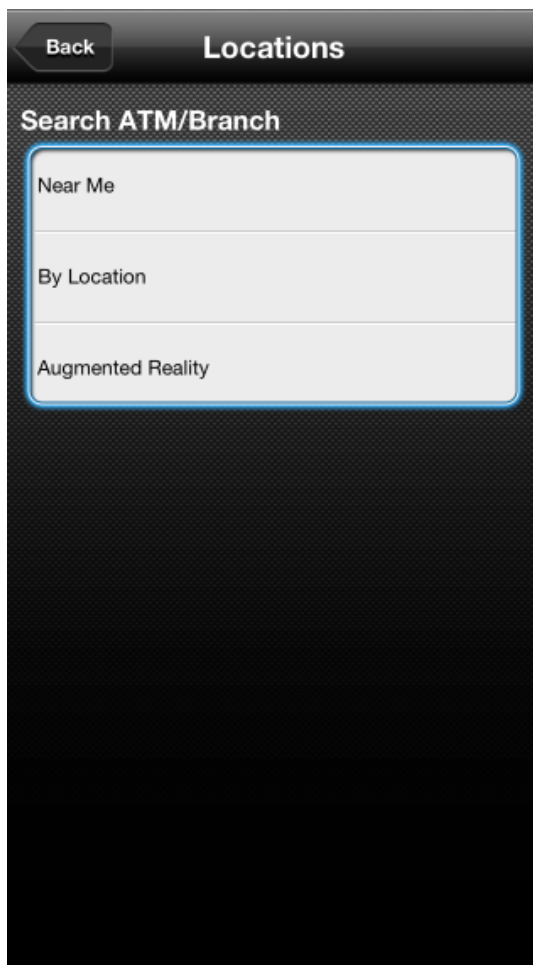 Back
Locations
Search ATM/Branch
Near Me
By Location
Augmented Reality